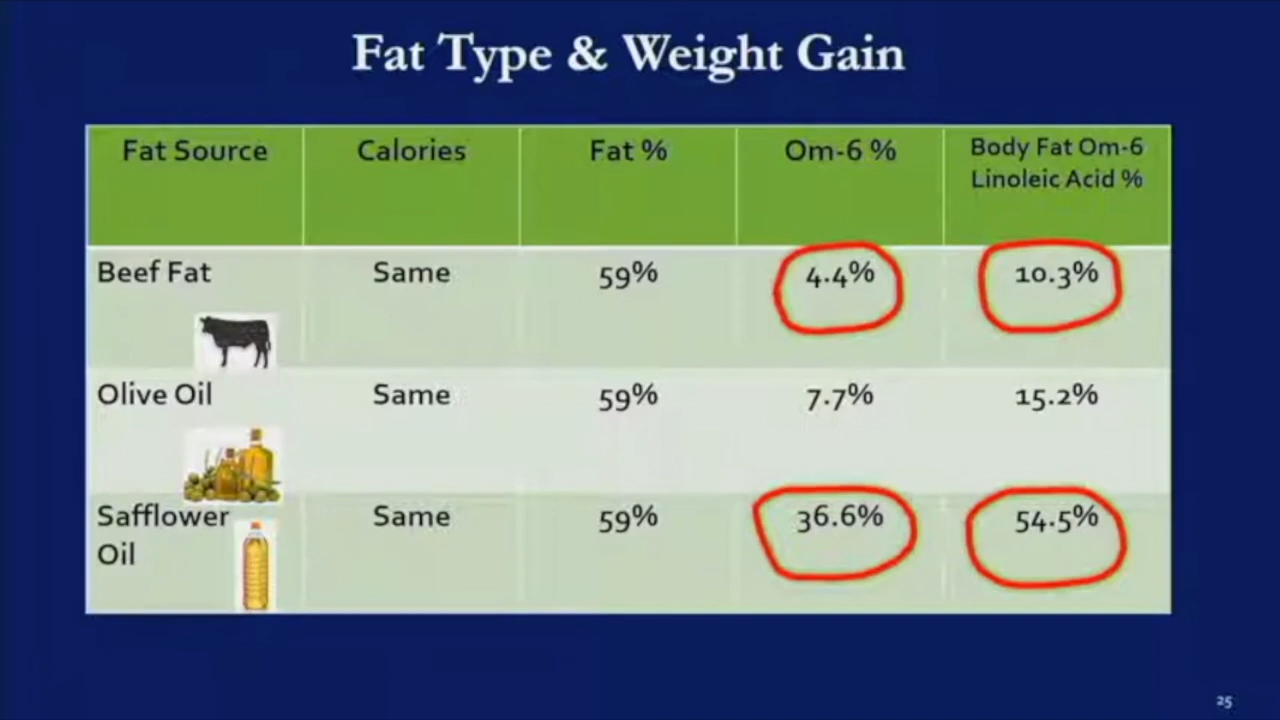 Fat Type & Weight Gain
Fat Source Calories Fat % Om-6 % Body Fat Om-6
Linoleic Acid %
Beef Fat Same 59% 4.4% 10.3%
Olive Oil Same 59% 7.7% 15.2%
Safflower Same 59% 36.6% 54.5%
Oil
25